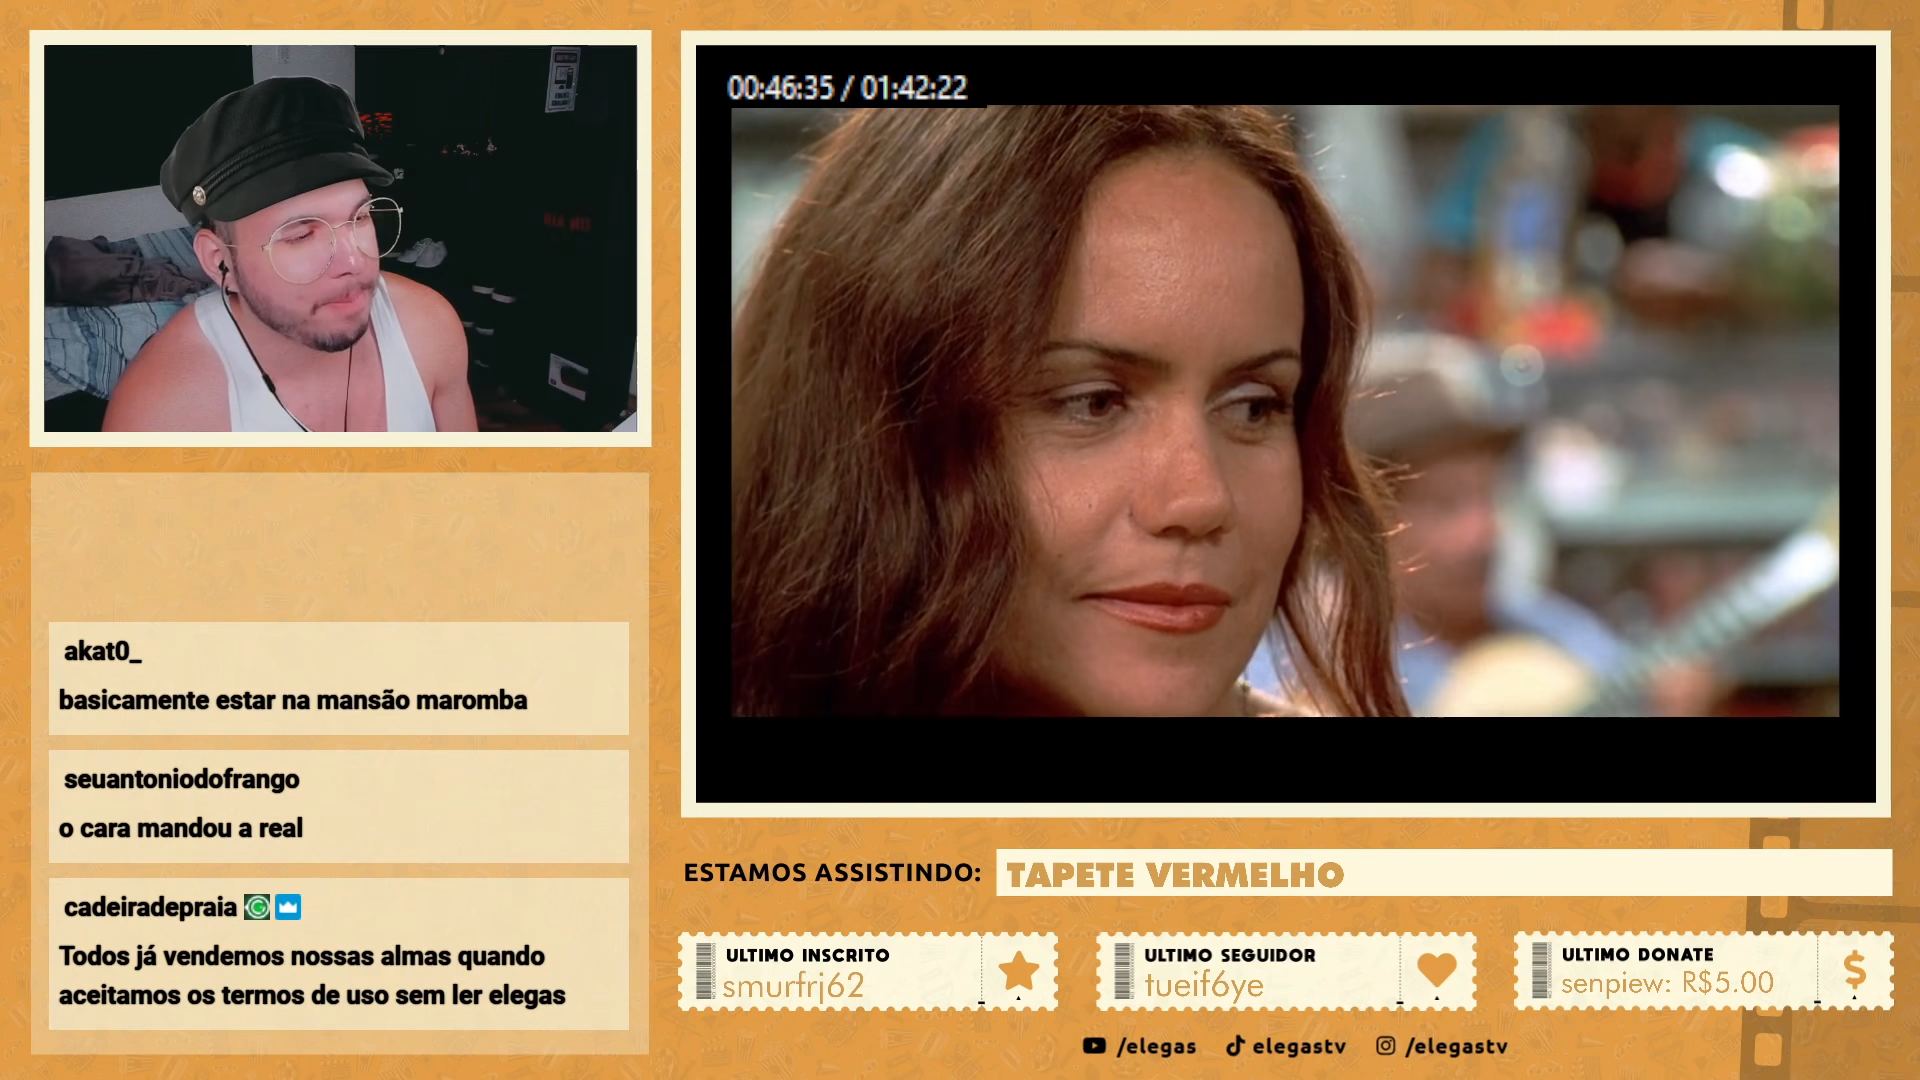 00:46:35 / 01:42:22
akat0_
basicamente estar na mansão maromba
seuantoniodofrango
o cara mandou a real
cadeiradepraia
Todos já vendemos nossas almas quando
aceitamos os termos de uso sem ler elegas
ESTAMOS ASSISTINDO: TAPETE VERMELHO
ULTIMO INSCRITO
smurfrj62
ULTIMO SEGUIDOR
tueif6ye
ULTIMO DONATE
senpiew: R$5.00
/elegas elegastv /elegastv